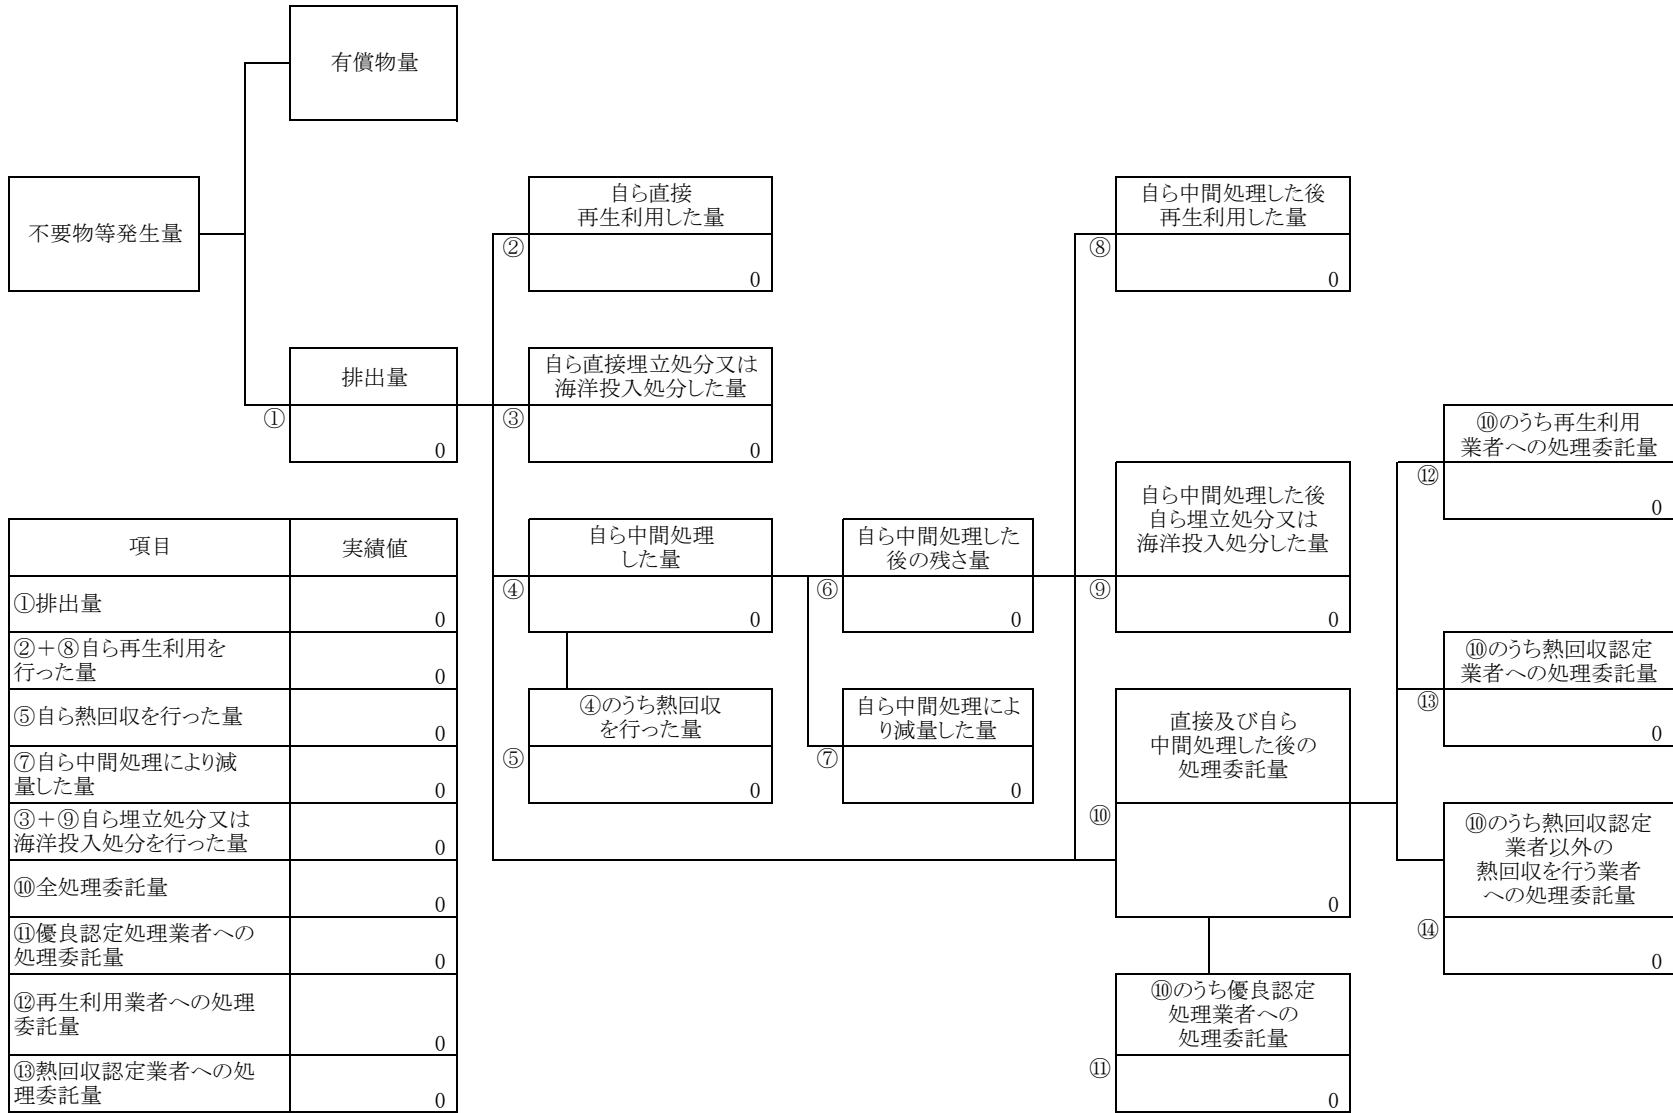 有償物量
不要物等発生量
自ら直接
再生利用した量
②
0
自ら中間処理した後
再生利用した量
⑧
0
排出量
①
0
自ら直接埋立処分又は
海洋投入処分した量
③
0
⑩のうち再生利用
業者への処理委託量
⑫
0
自ら中間処理
した量
④
0
自ら中間処理した
後の残さ量
⑥
0
自ら中間処理した後
自ら埋立処分又は
海洋投入処分した量
⑨
0
⑩のうち熱回収認定
業者への処理委託量
⑬
0
④のうち熱回収
を行った量
⑤
0
自ら中間処理によ
り減量した量
⑦
0
直接及び自ら
中間処理した後の
処理委託量
⑩
0
⑩のうち熱回収認定
業者以外の
熱回収を行う業者
への処理委託量
⑭
0
⑩のうち優良認定
処理業者への
処理委託量
⑪
0
項目 実績値
①排出量
0
②+⑧自ら再生利用を
行った量
0
⑤自ら熱回収を行った量
0
⑦自ら中間処理により減
量した量
0
③+⑨自ら埋立処分又は
海洋投入処分を行った量
0
⑩全処理委託量
0
⑪優良認定処理業者への
処理委託量
0
⑫再生利用業者への処理
委託量
0
⑬熱回収認定業者への処
理委託量
0